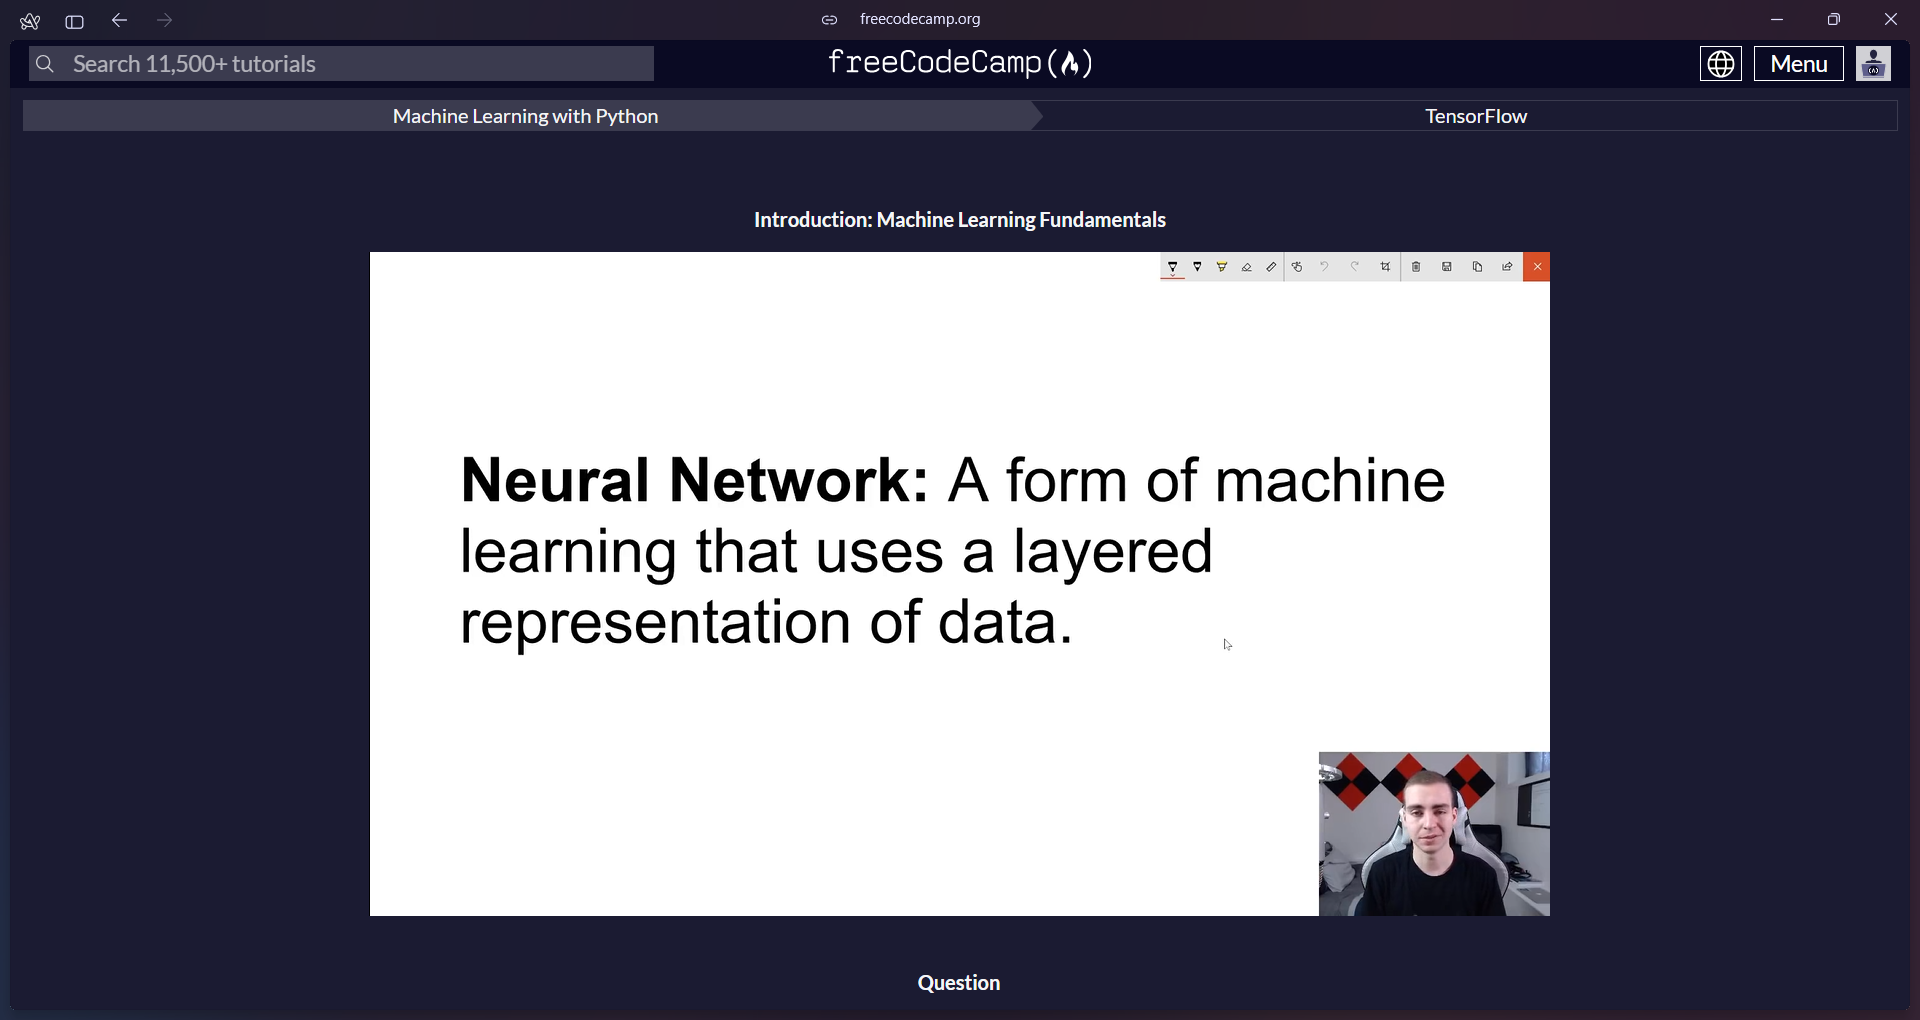 freecodecamp.org
Search 11,500+ tutorials
freeCodeCamp
Menu
Machine Learning with Python
TensorFlow
Introduction: Machine Learning Fundamentals
Neural Network: A form of machine
learning that uses a layered
representation of data.
Question